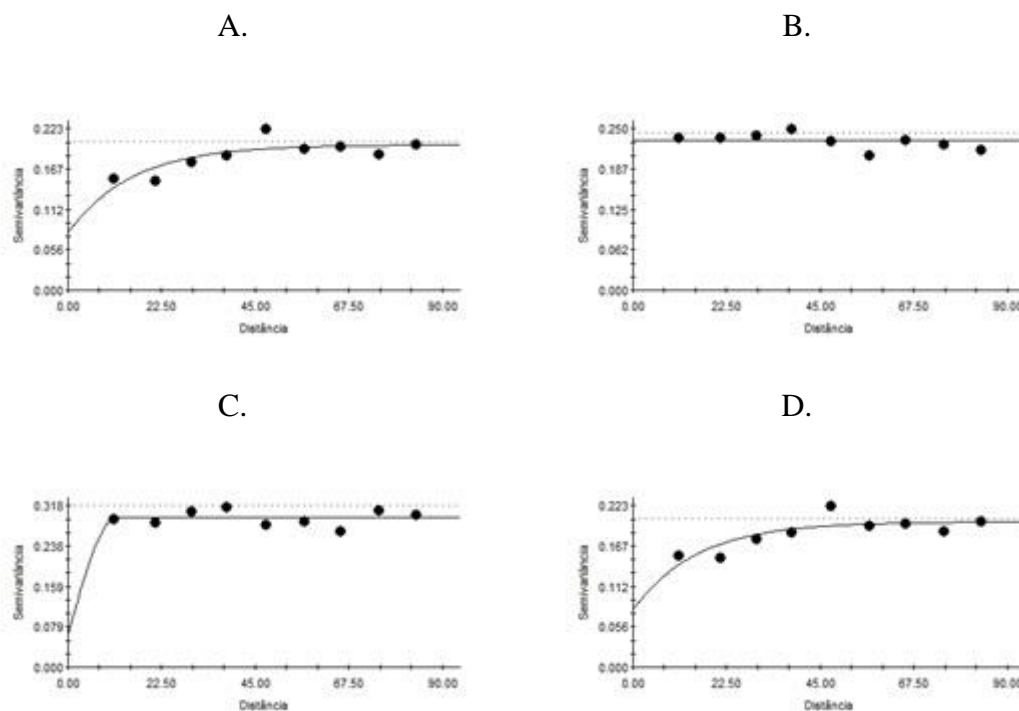 A.
B.
0.223
0.167
0.112
0.056
0.000
Semivariância
0.00 22.50 45.00 67.50 90.00
Distância
0.250
0.187
0.125
0.062
0.000
Semivariância
0.00 22.50 45.00 67.50 90.00
Distância
C.
D.
0.318
0.238
0.159
0.079
0.000
Semivariância
0.00 22.50 45.00 67.50 90.00
Distância
0.223
0.167
0.112
0.056
0.000
Semivariância
0.00 22.50 45.00 67.50 90.00
Distância